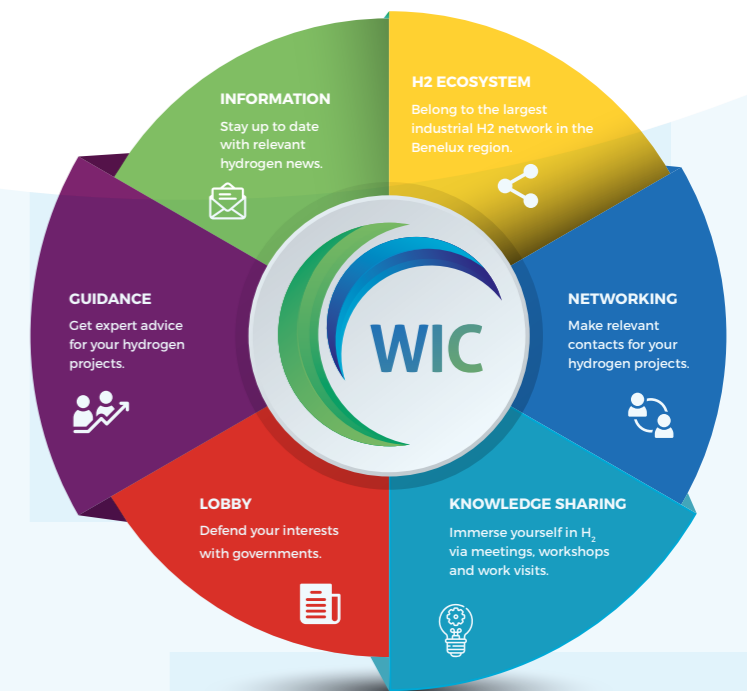 INFORMATION
Stay up to date
with relevant
hydrogen news.
H2 ECOSYSTEM
Belong to the largest
industrial H2 network in the
Benelux region.
GUIDANCE
Get expert advice
for your hydrogen
projects.
WIC
NETWORKING
Make relevant
contacts for your
hydrogen projects.
LOBBY
Defend your interests
with governments.
KNOWLEDGE SHARING
Immerse yourself in H₂
via meetings, workshops
and work visits.